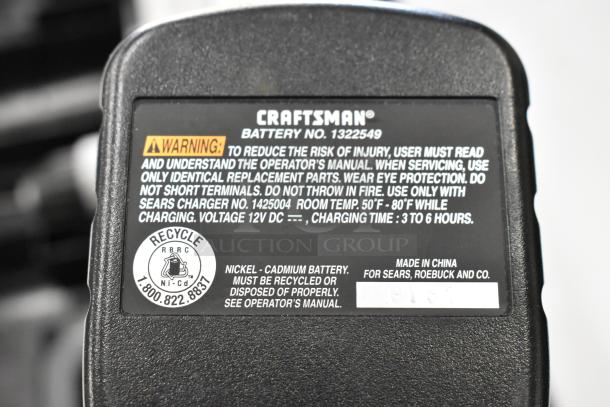 CRAFTSMAN®
BATTERY NO. 1322549
WARNING: TO REDUCE THE RISK OF INJURY, USER MUST READ
AND UNDERSTAND THE OPERATOR'S MANUAL. WHEN SERVICING, USE
ONLY IDENTICAL REPLACEMENT PARTS. WEAR EYE PROTECTION. DO
NOT SHORT TERMINALS. DO NOT THROW IN FIRE. USE ONLY WITH
SEARS CHARGER NO. 1425004 ROOM TEMP. 50°F - 80°F WHILE
CHARGING. VOLTAGE 12V DC ⎓, CHARGING TIME : 3 TO 6 HOURS.
AUCTION GROUP
RECYCLE
RBRC
Ni-Cd
1.800.822.8837
NICKEL - CADMIUM BATTERY.
MUST BE RECYCLED OR
DISPOSED OF PROPERLY.
SEE OPERATOR'S MANUAL.
MADE IN CHINA
FOR SEARS, ROEBUCK AND CO.